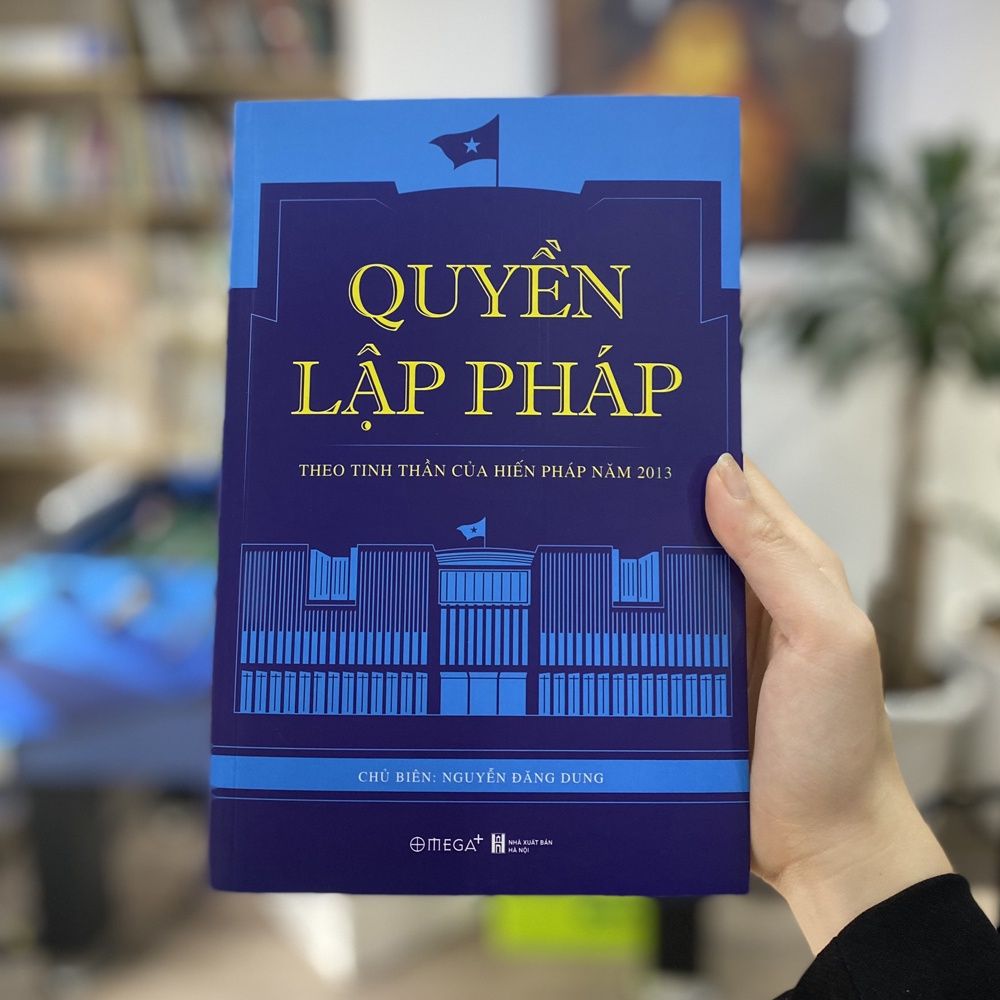 QUYỀN
LẬP PHÁP
THEO TINH THẦN CỦA HIẾN PHÁP NĂM 2013
CHỦ BIÊN: NGUYỄN ĐĂNG DUNG
OMEGA+
NHÀ XUẤT BẢN
HÀ NỘI